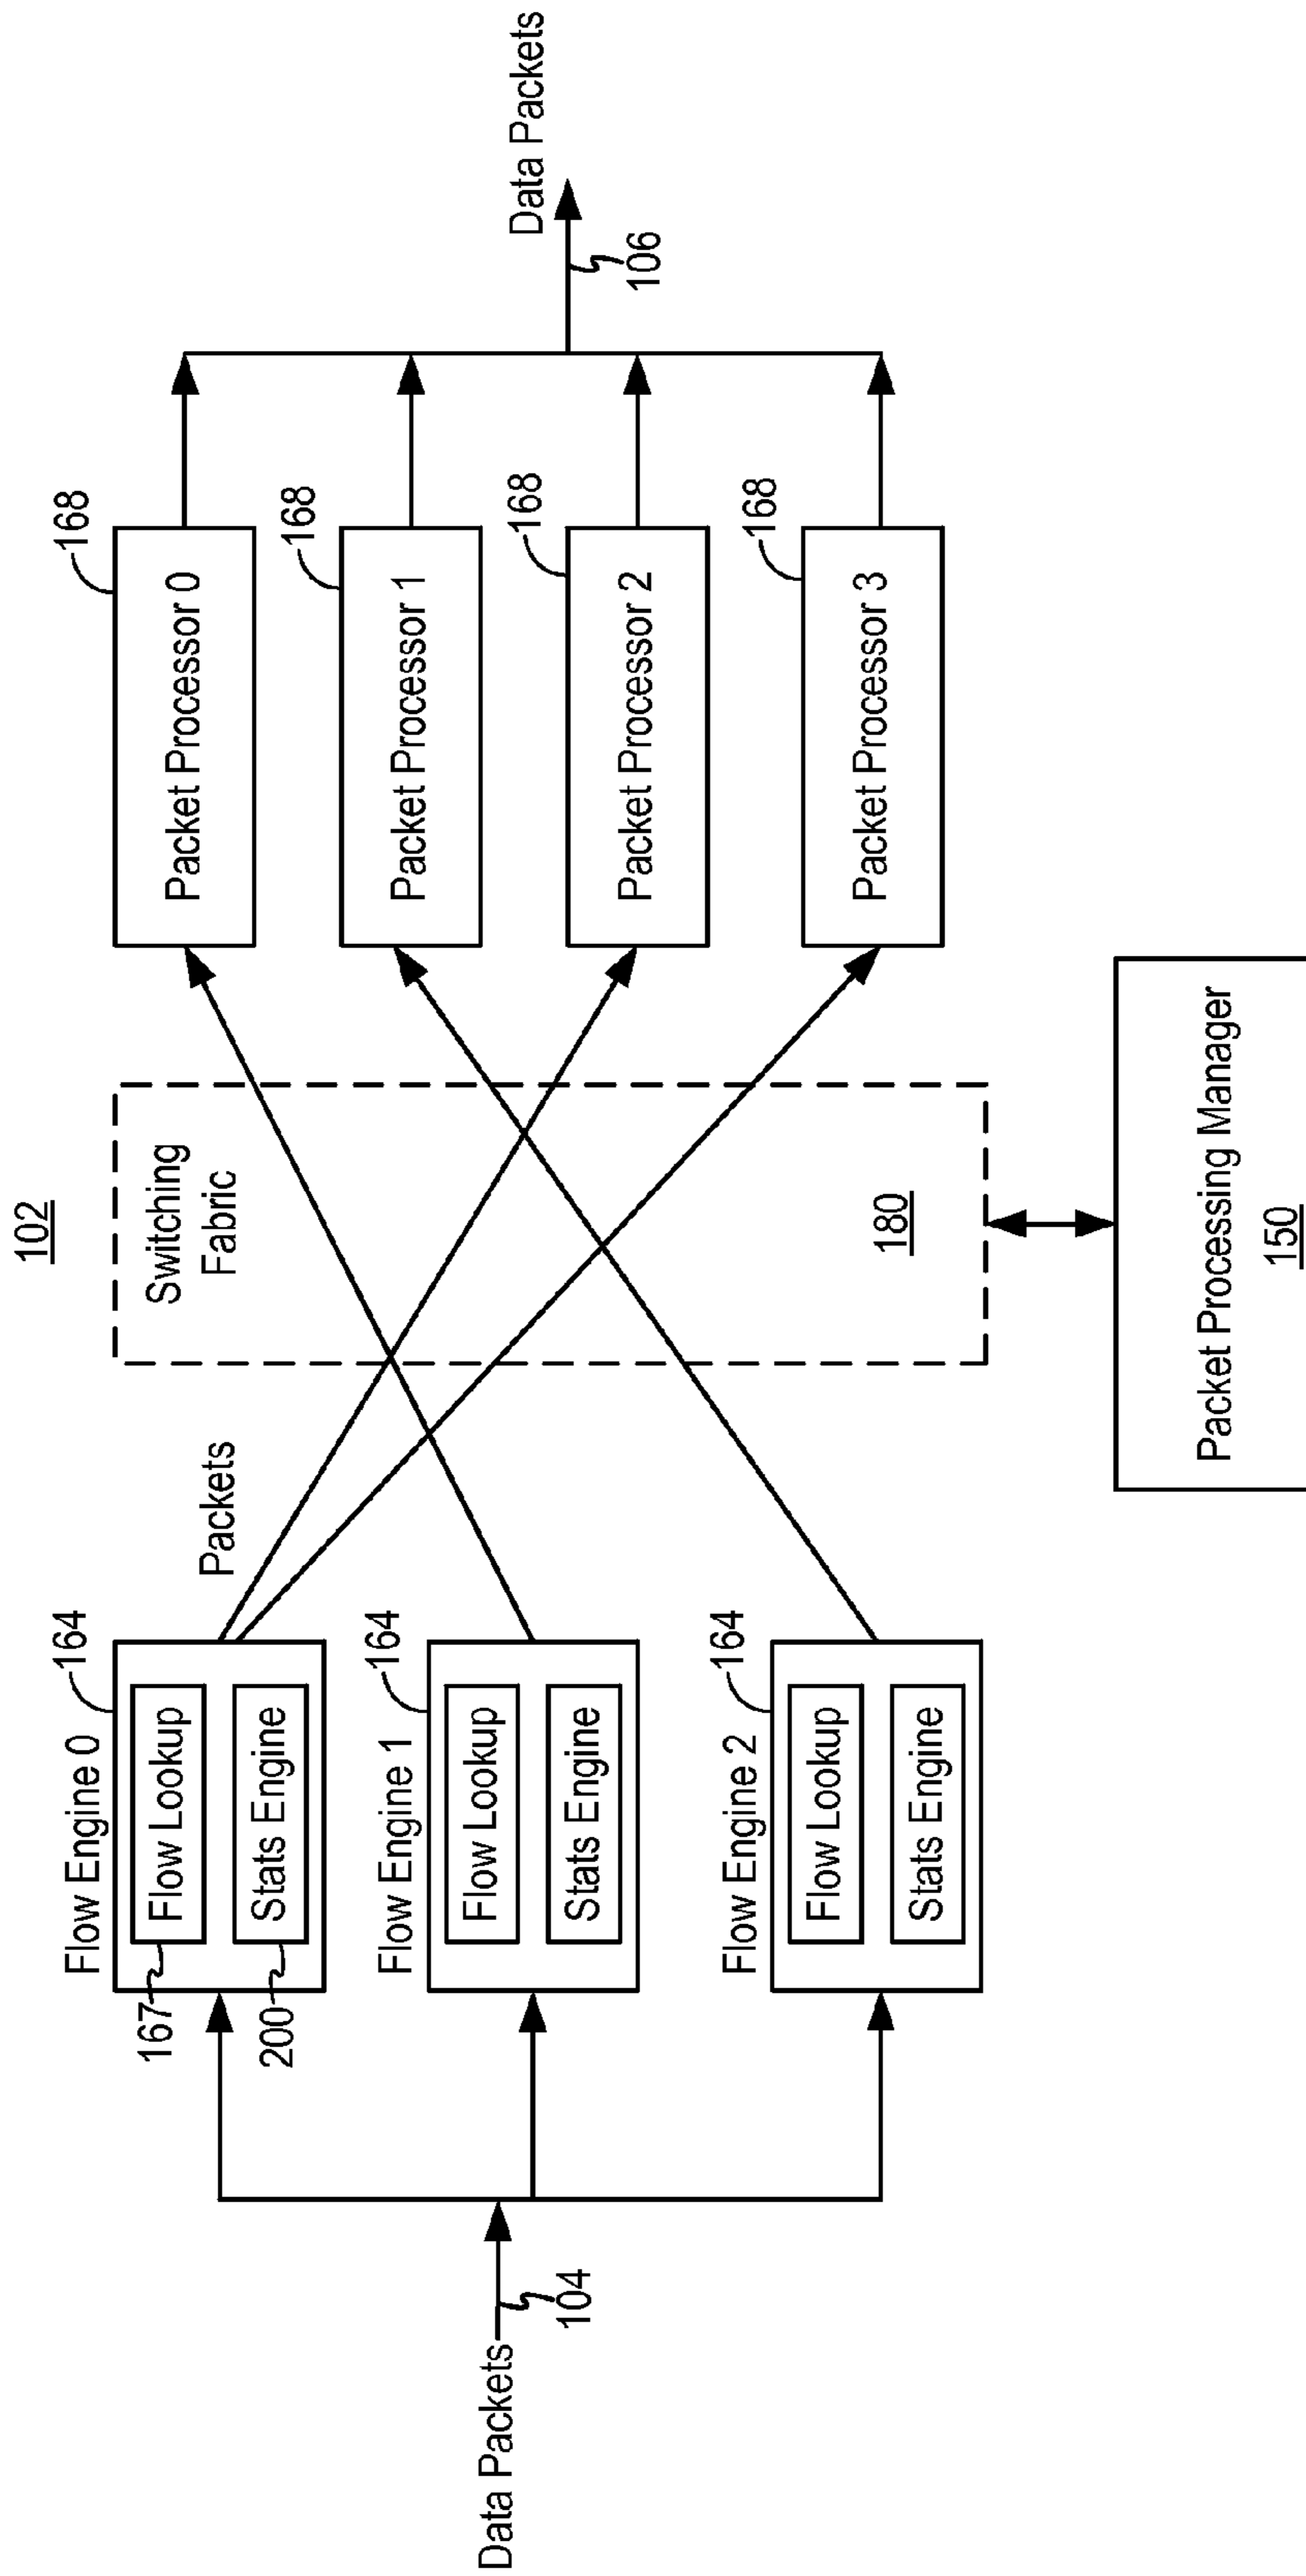 102
Data Packets
104
Flow Engine 0
164
167
Flow Lookup
200
Stats Engine
Flow Engine 1
164
Flow Lookup
Stats Engine
Flow Engine 2
164
Flow Lookup
Stats Engine
Packets
Switching
Fabric
180
Packet Processing Manager
150
168
Packet Processor 0
168
Packet Processor 1
168
Packet Processor 2
168
Packet Processor 3
Data Packets
106